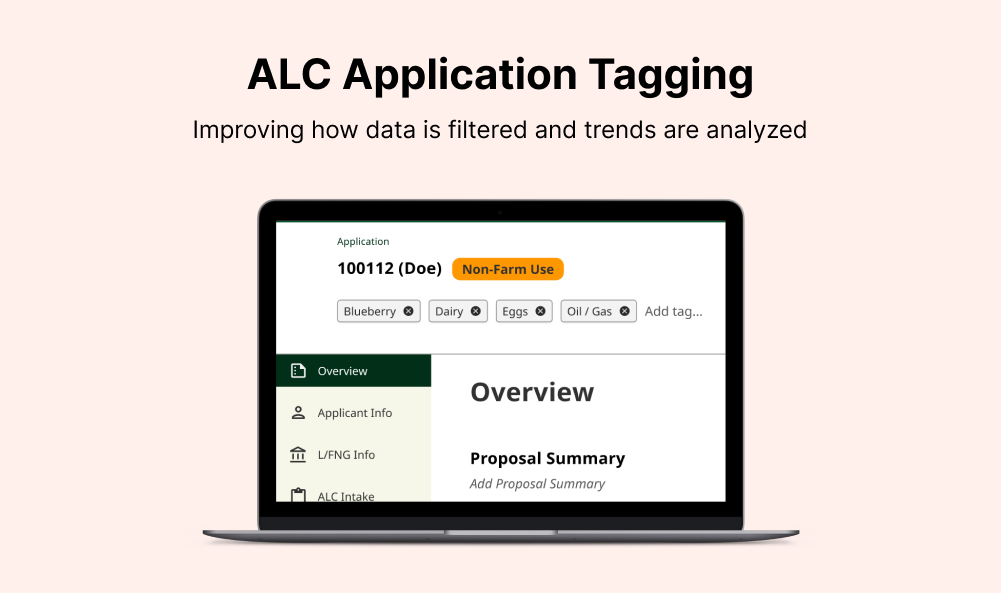 ALC Application Tagging
Improving how data is filtered and trends are analyzed
Application
100112 (Doe) Non-Farm Use
Blueberry Dairy Eggs Oil / Gas Add tag...
Overview
Applicant Info
L/FNG Info
ALC Intake
Overview
Proposal Summary
Add Proposal Summary